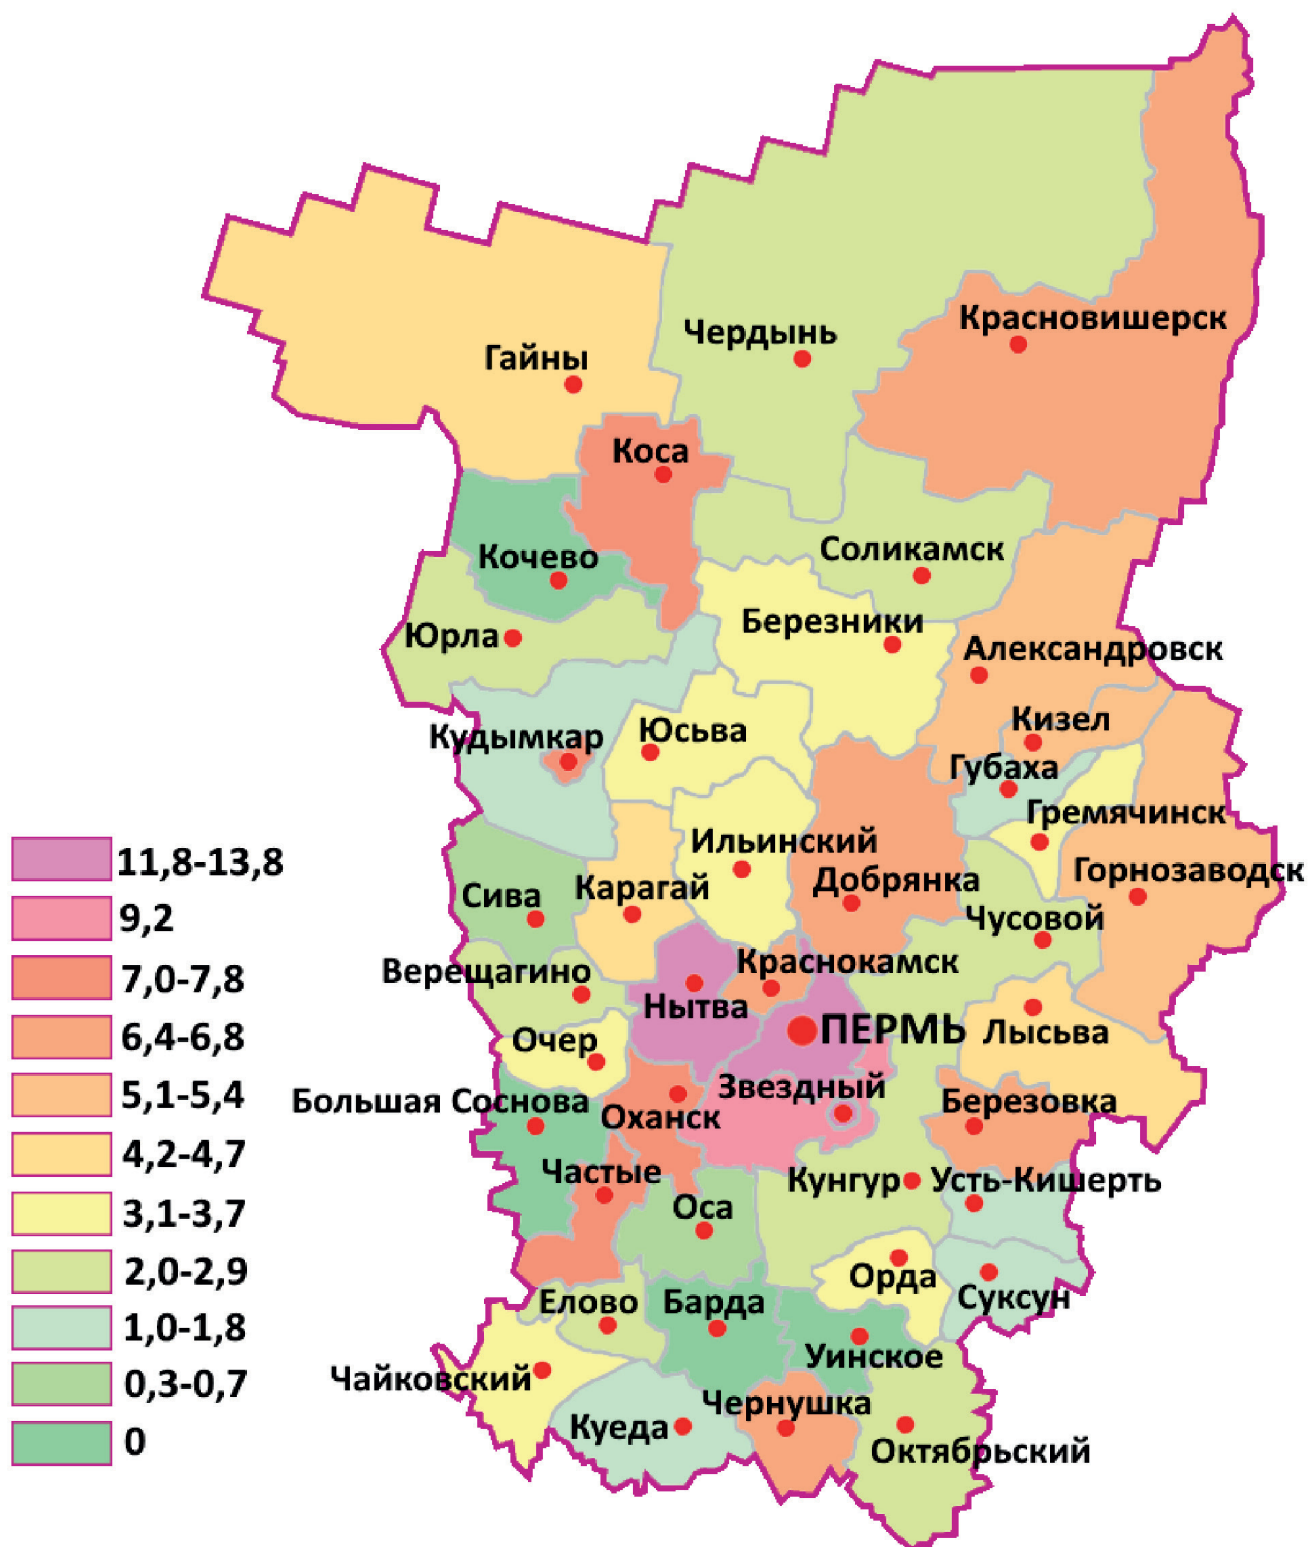 Красновишерск
Чердынь
Гайны
Коса
Соликамск
Кочево
Березники
Юрла
Александровск
Кизел
Юсьва
Кудымкар
Губаха
Гремячинск
Ильинский
Горнозаводск
Добрянка
Карагай
Сива
Чусовой
Краснокамск
Верещагино
Нытва
ПЕРМЬ
Лысьва
Очер
Звездный
Большая Соснова
Березовка
Оханск
Частые
Кунгур
Усть-Кишерть
Оса
Орда
Суксун
Елово
Барда
Уинское
Чайковский
Чернушка
Куеда
Октябрьский
11,8-13,8
9,2
7,0-7,8
6,4-6,8
5,1-5,4
4,2-4,7
3,1-3,7
2,0-2,9
1,0-1,8
0,3-0,7
0